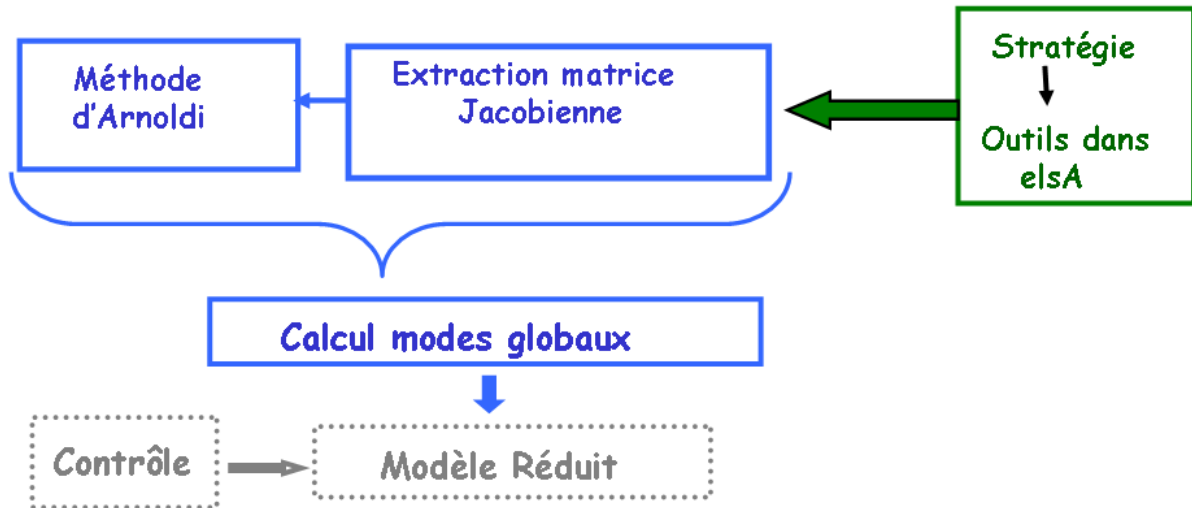 Méthode
d'Arnoldi
Extraction matrice
Jacobienne
Stratégie
Outils dans
elsA
Calcul modes globaux
Contrôle
Modèle Réduit